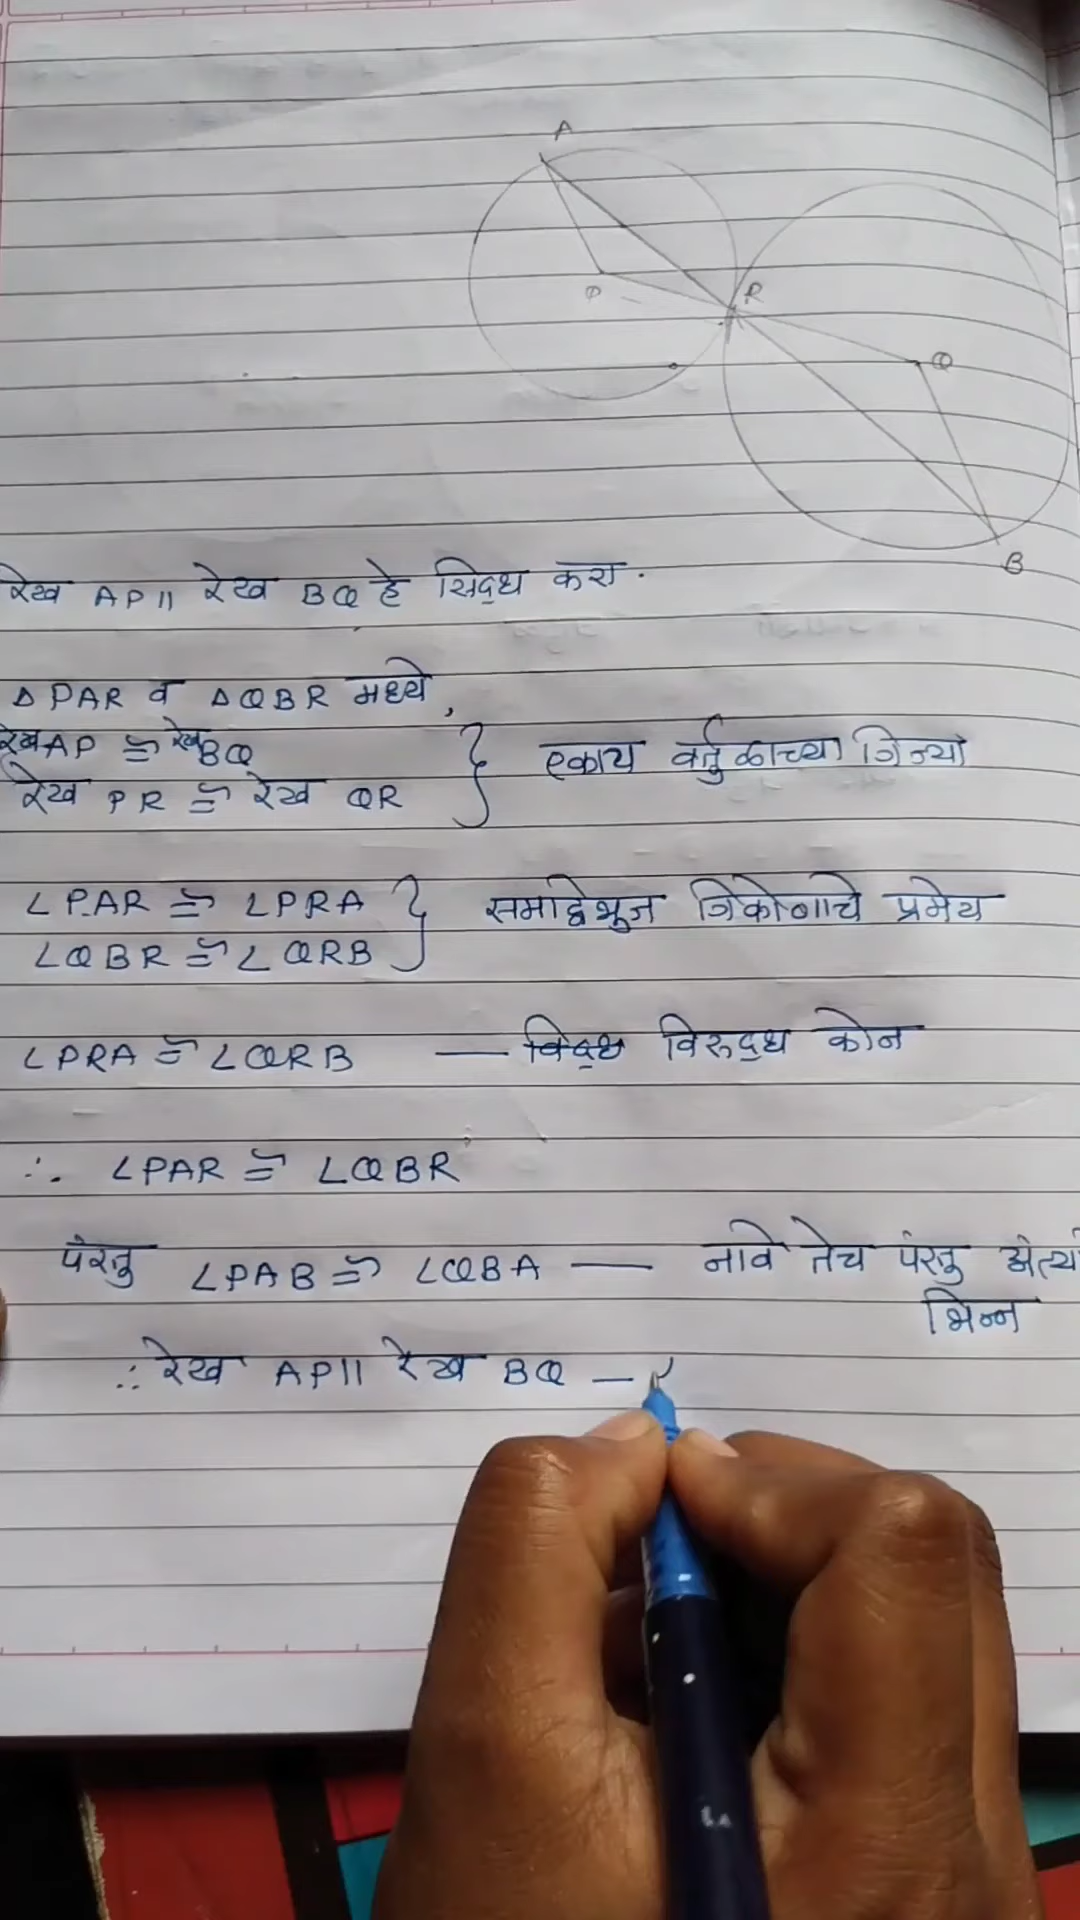 A
P
R
Q
B
रेख AP || रेख BQ हे सिद्ध करा.
△PAR व △QBR मध्ये,
रेख AP ≅ रेख BQ
रेख PR ≅ रेख QR } एकाच वर्तुळाच्या त्रिज्या
∠PAR ≅ ∠PRA } समाद्विभुज त्रिकोणाचे प्रमेय
∠QBR ≅ ∠QRB
∠PRA ≅ ∠QRB — विरुद्ध कोन
∴ ∠PAR ≅ ∠QBR
परंतु ∠PAB ≅ ∠QBA — नावे तेच परंतु
भिन्न
∴ रेख AP || रेख BQ —